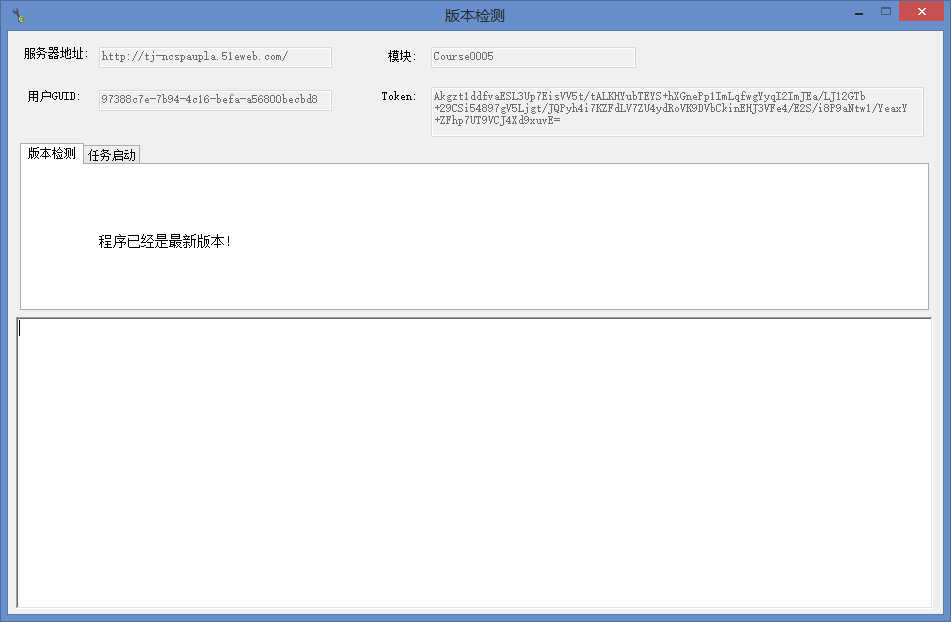 版本检测
服务器地址: http://tj-ncspaupla.51eweb.com/ 模块: Course0005
用户GUID: 97388c7e-7b94-4c16-befa-a56800becbd8 Token: Akgzt1ddfvaESL3Up7EisVV5t/tALKHYubTEYS+hXGnePp1ImLqfwgYyqI2ImJEa/LJ12GTb
+29CSi54897gV5Ljgt/JQPyh4i7KZFdLV7ZU4ydRoVK9DVbCkinEHJ3VFe4/E2S/i8P9aNtw1/YeaxY
+ZFhp7UT9VCJ4Xd9xuvE=
版本检测 任务启动
程序已经是最新版本!